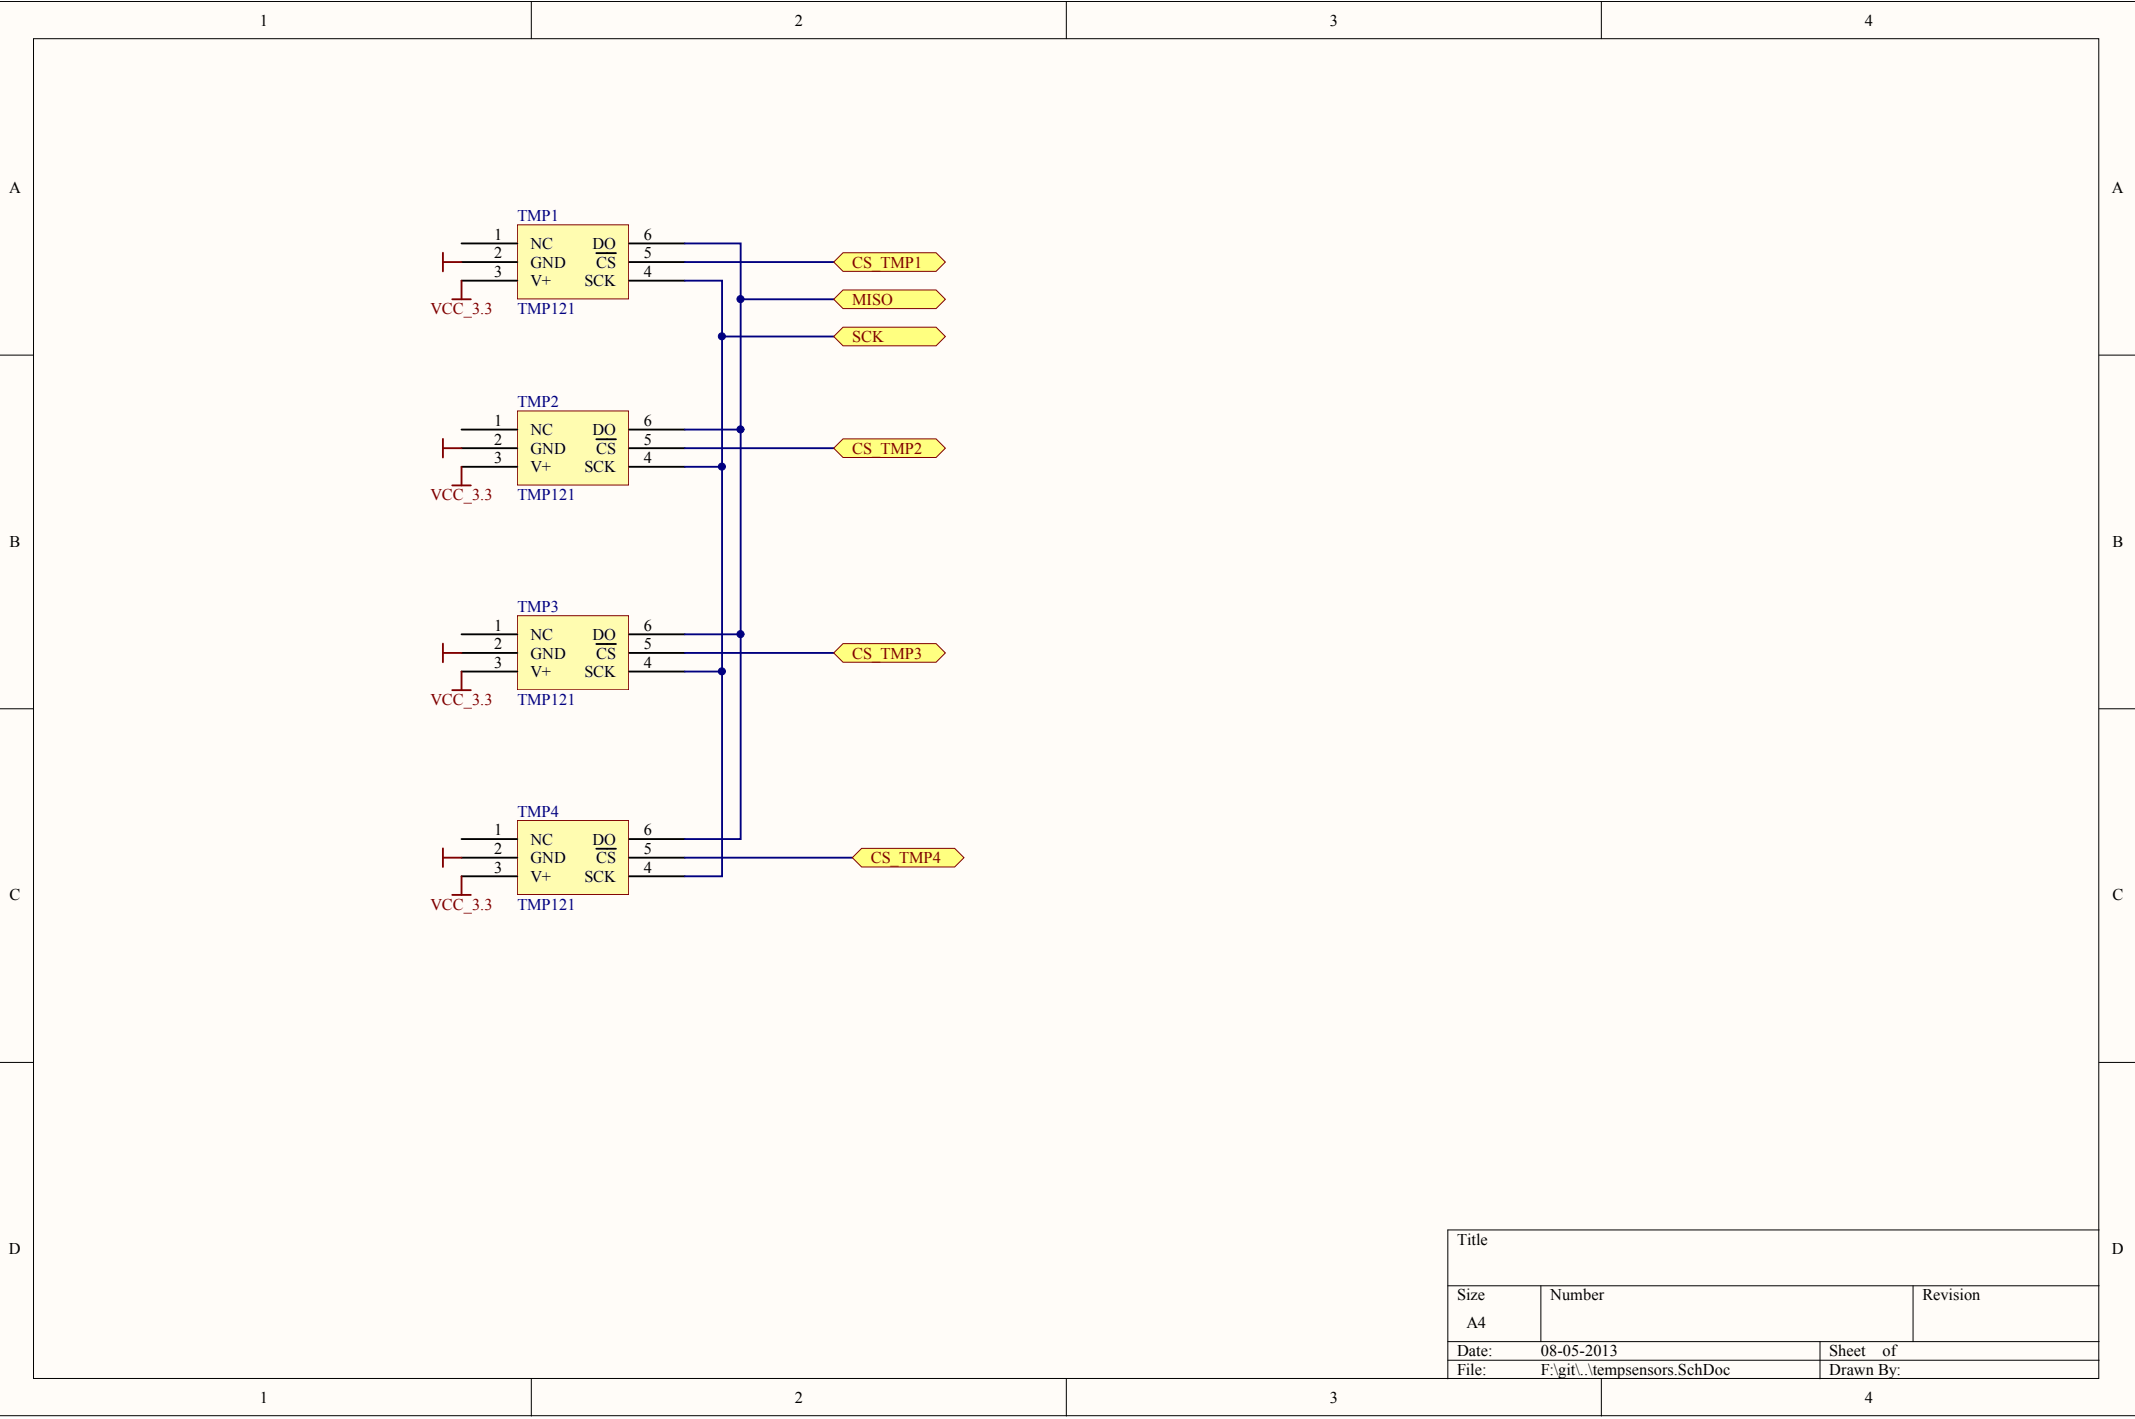 1 2 3 4
A A
TMP1
1 NC DO 6
2 GND CS 5 CS_TMP1
3 V+ SCK 4
MISO
VCC_3.3 TMP121
SCK
B B
TMP2
1 NC DO 6
2 GND CS 5 CS_TMP2
3 V+ SCK 4
VCC_3.3 TMP121
TMP3
1 NC DO 6
2 GND CS 5 CS_TMP3
3 V+ SCK 4
VCC_3.3 TMP121
C C
TMP4
1 NC DO 6
2 GND CS 5 CS_TMP4
3 V+ SCK 4
VCC_3.3 TMP121
D D
Title
Size Number Revision
A4
Date: 08-05-2013 Sheet of
File: F:\git\..\tempsensors.SchDoc Drawn By:
1 2 3 4